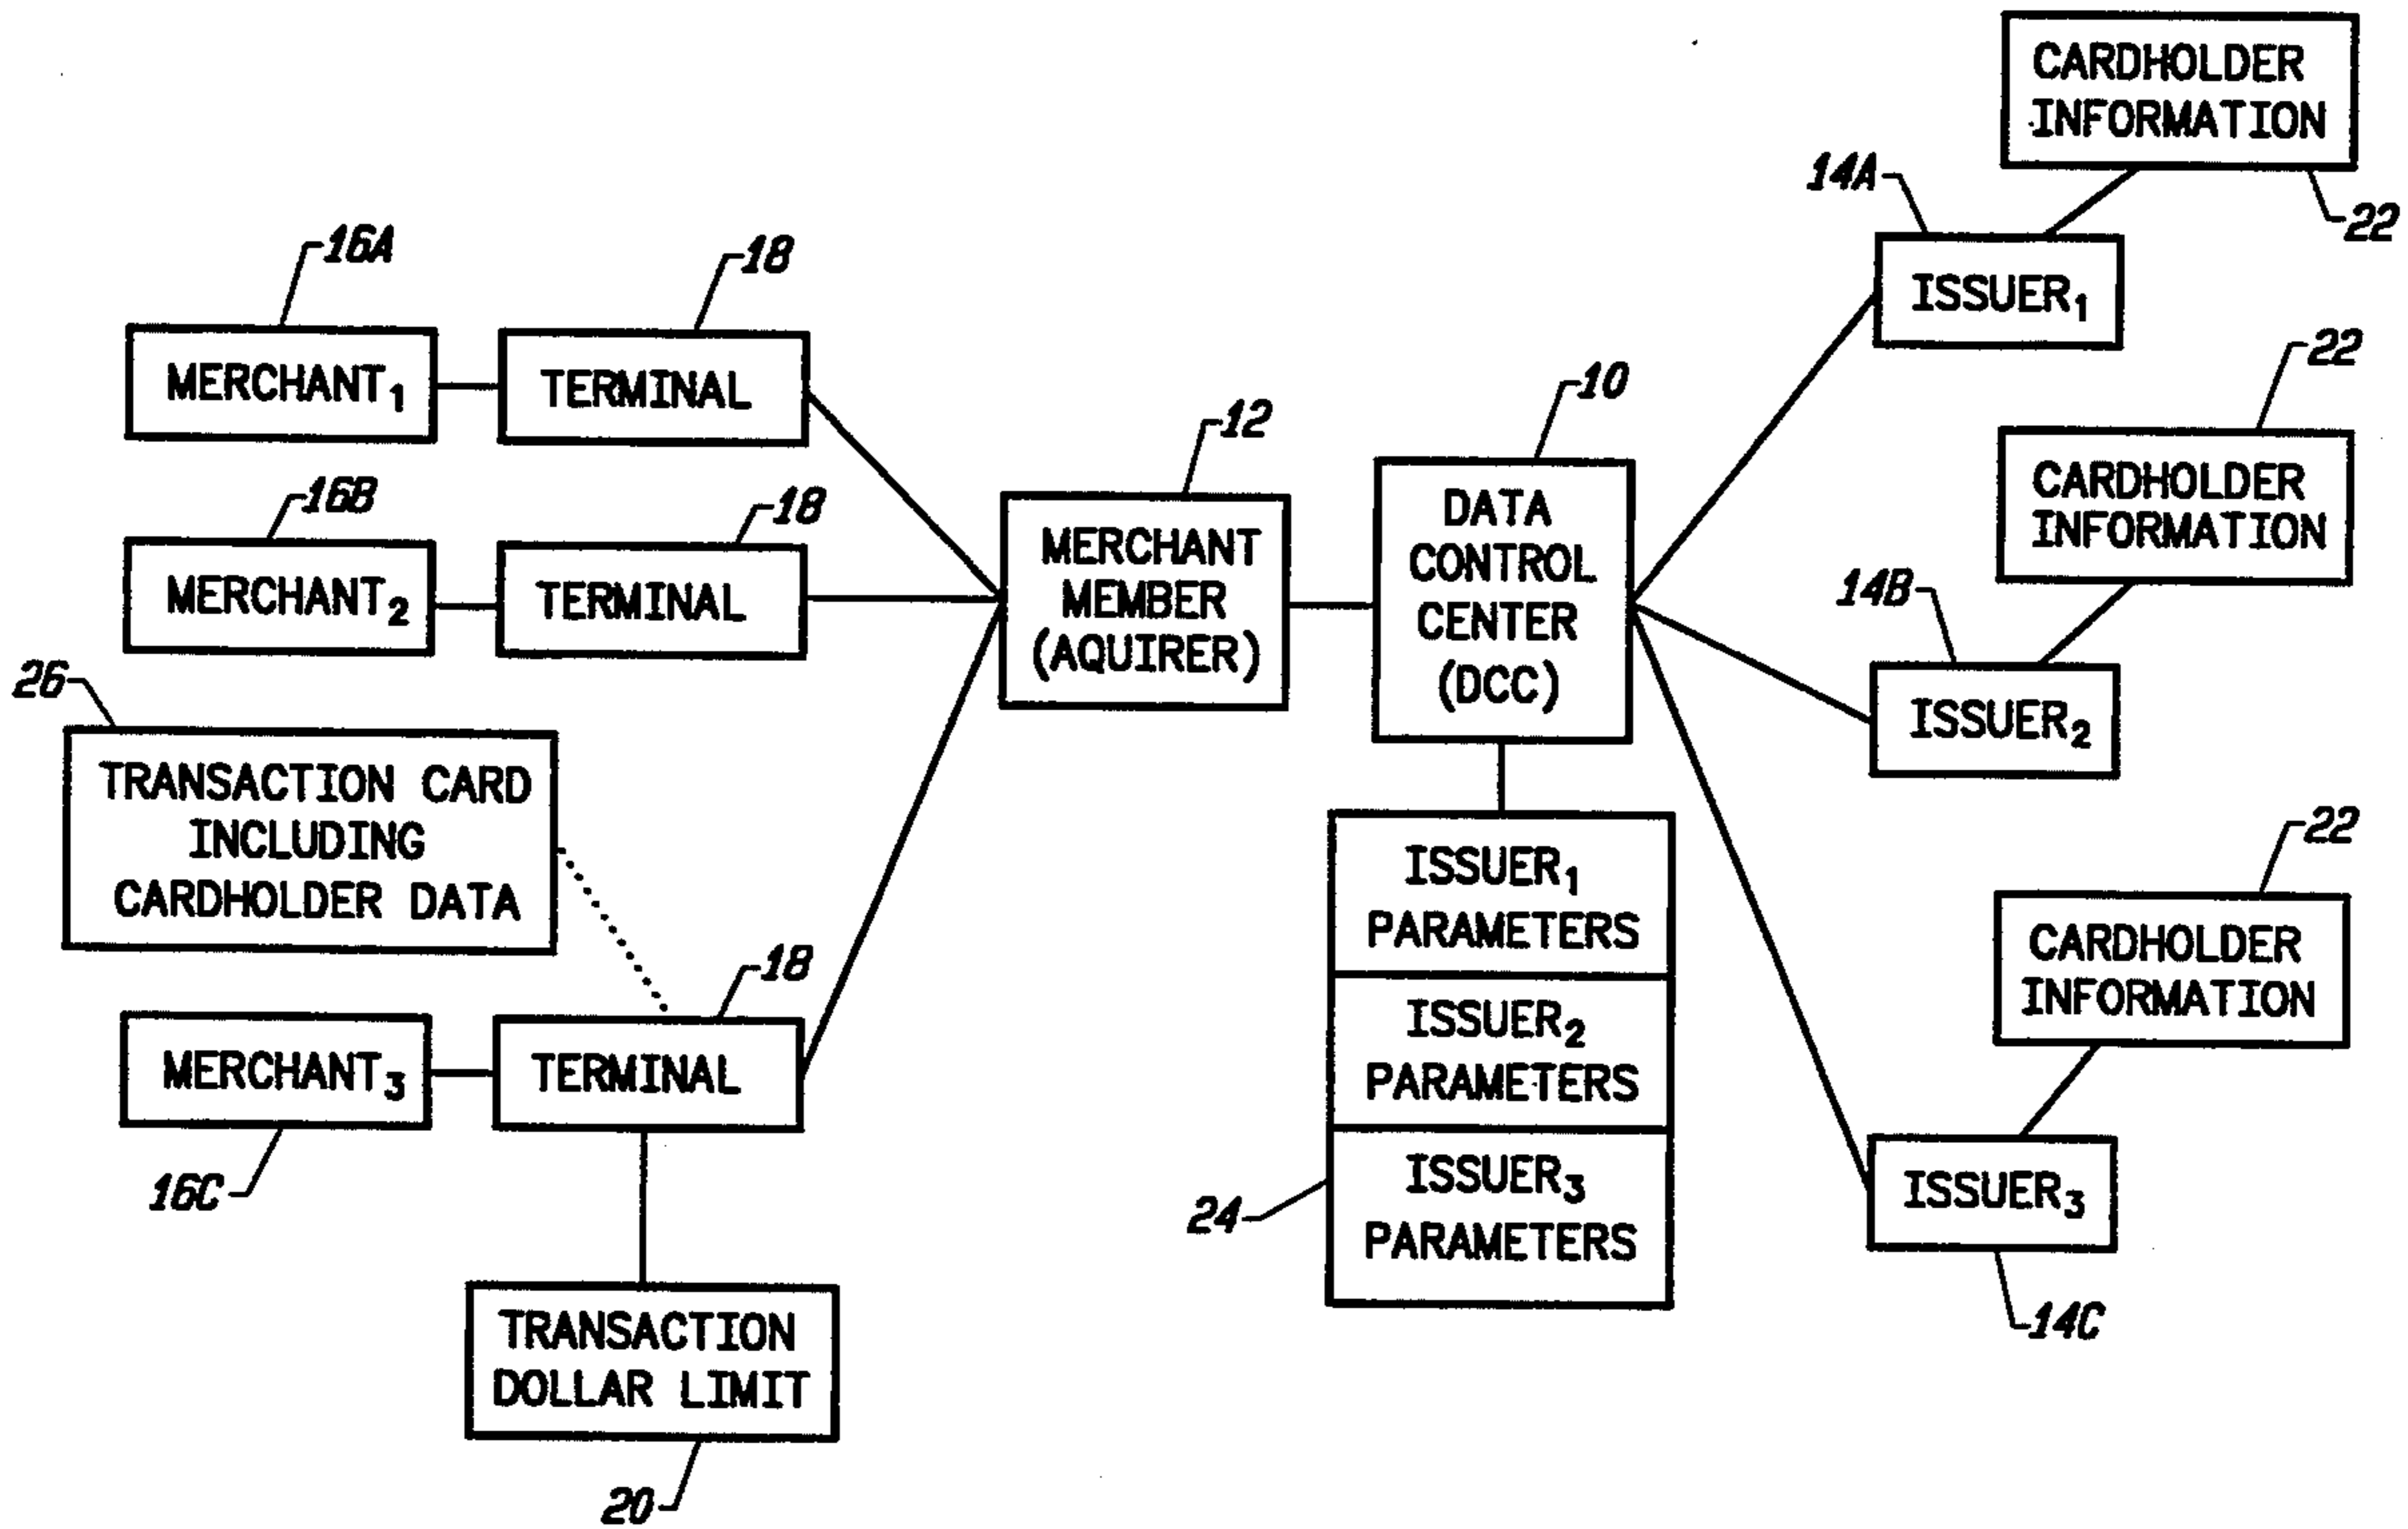 CARDHOLDER
INFORMATION
22
14A
ISSUER₁
16A
MERCHANT₁
18
TERMINAL
16B
MERCHANT₂
18
TERMINAL
26
TRANSACTION CARD
INCLUDING
CARDHOLDER DATA
16C
MERCHANT₃
18
TERMINAL
TRANSACTION
DOLLAR LIMIT
20
12
MERCHANT
MEMBER
(AQUIRER)
10
DATA
CONTROL
CENTER
(DCC)
ISSUER₁
PARAMETERS
ISSUER₂
PARAMETERS
ISSUER₃
PARAMETERS
24
22
CARDHOLDER
INFORMATION
14B
ISSUER₂
22
CARDHOLDER
INFORMATION
ISSUER₃
14C